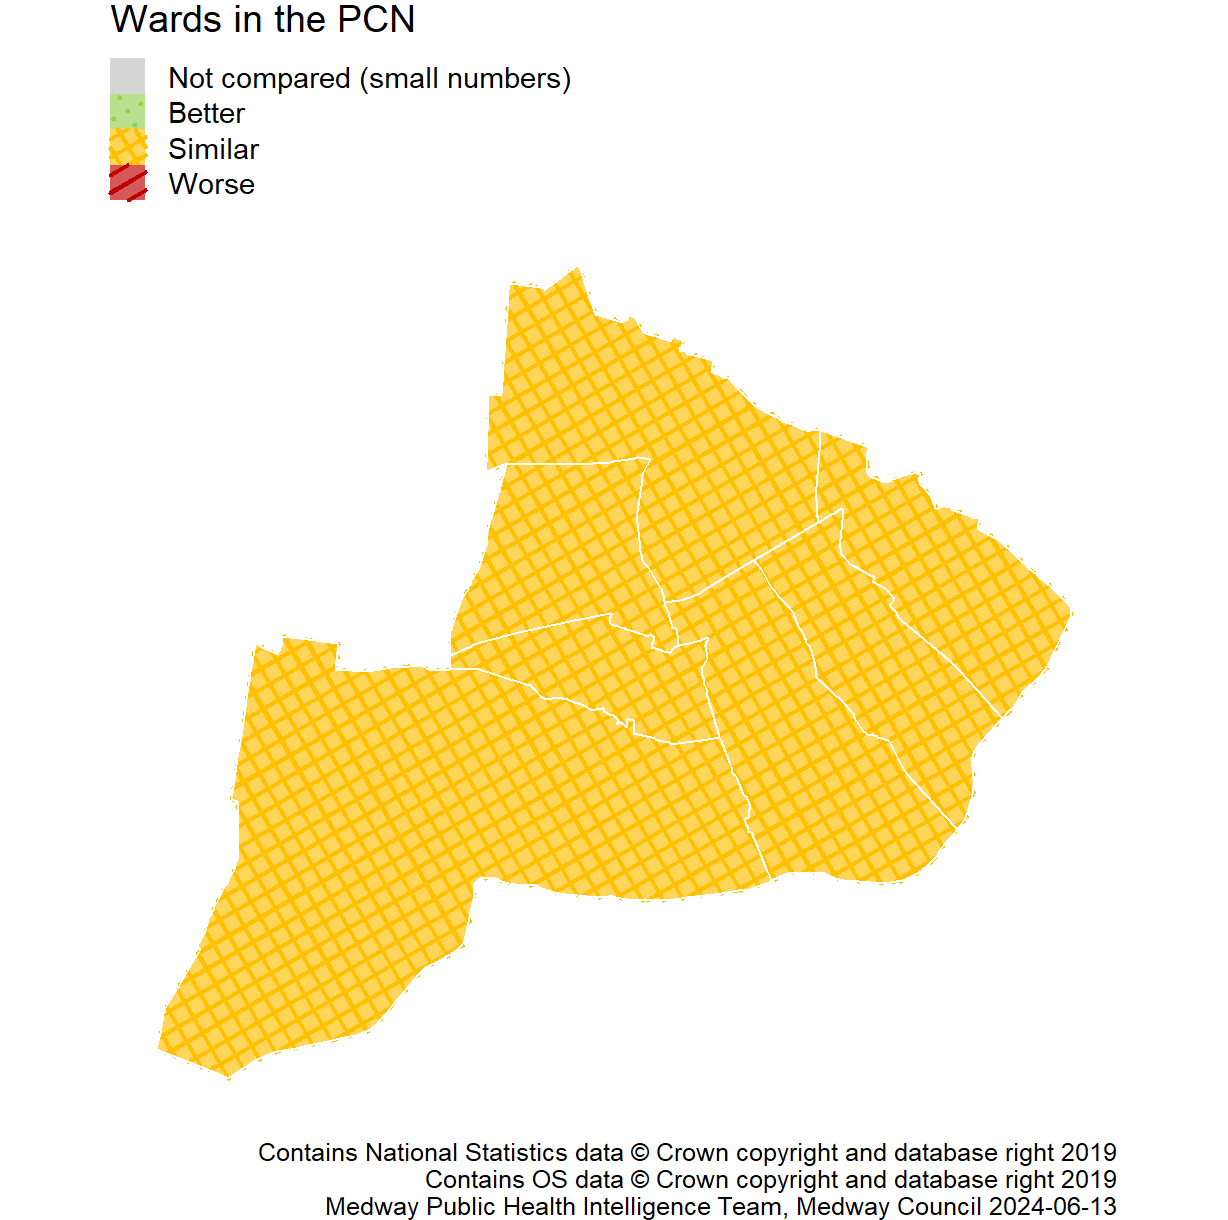 Wards in the PCN
Not compared (small numbers)
Better
Similar
Worse
Contains National Statistics data © Crown copyright and database right 2019
Contains OS data © Crown copyright and database right 2019
Medway Public Health Intelligence Team, Medway Council 2024-06-13